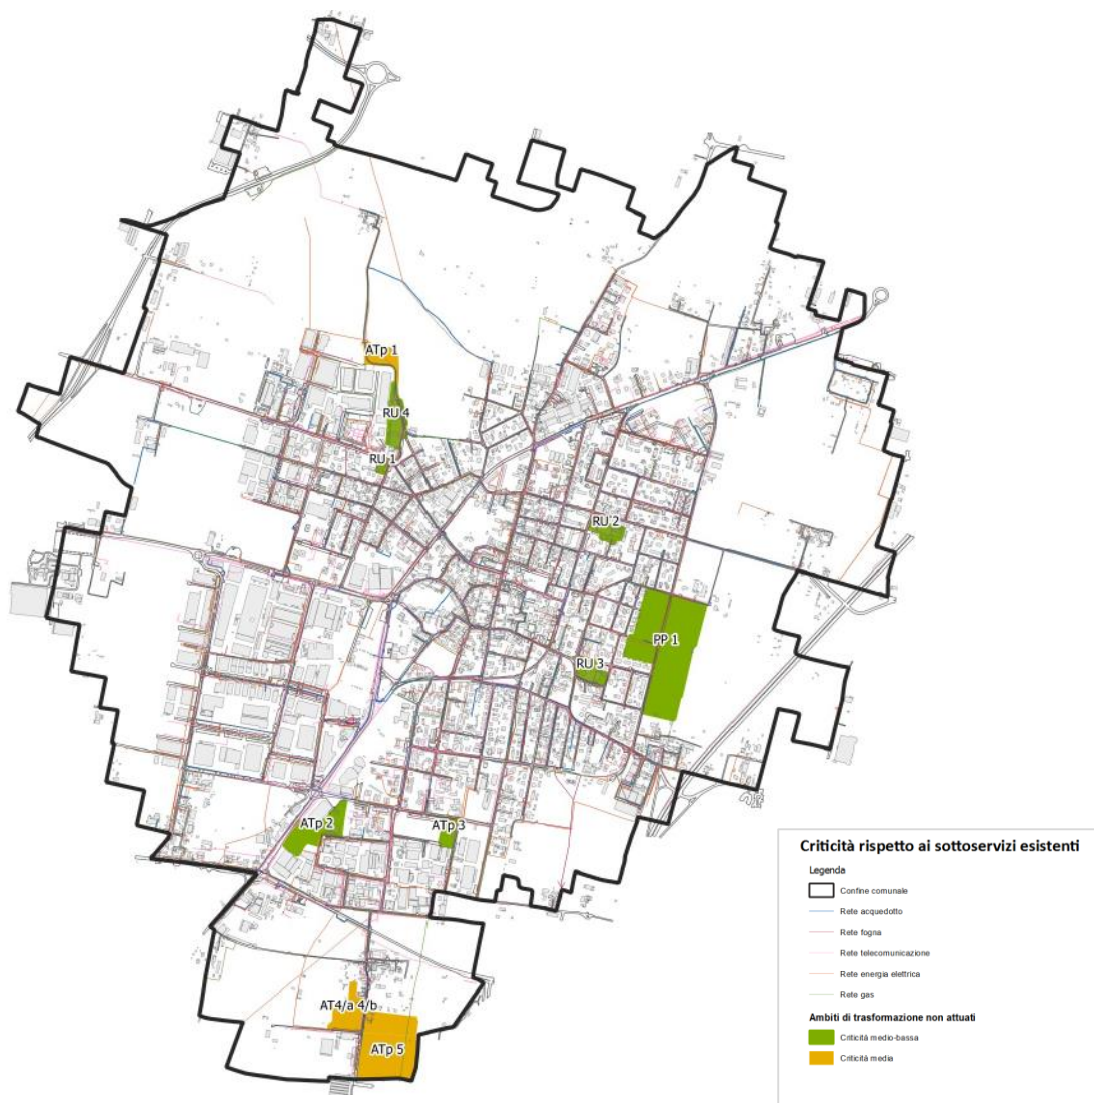 ATp 1
RU 4
RU 1
RU 2
PP 1
RU 3
ATp 2
ATp 3
AT4/a 4/b
ATp 5
Criticità rispetto ai sottoservizi esistenti
Legenda
Confine comunale
Rete acquedotto
Rete fogna
Rete telecomunicazione
Rete energia elettrica
Rete gas
Ambiti di trasformazione non attuati
Criticità medio-bassa
Criticità media